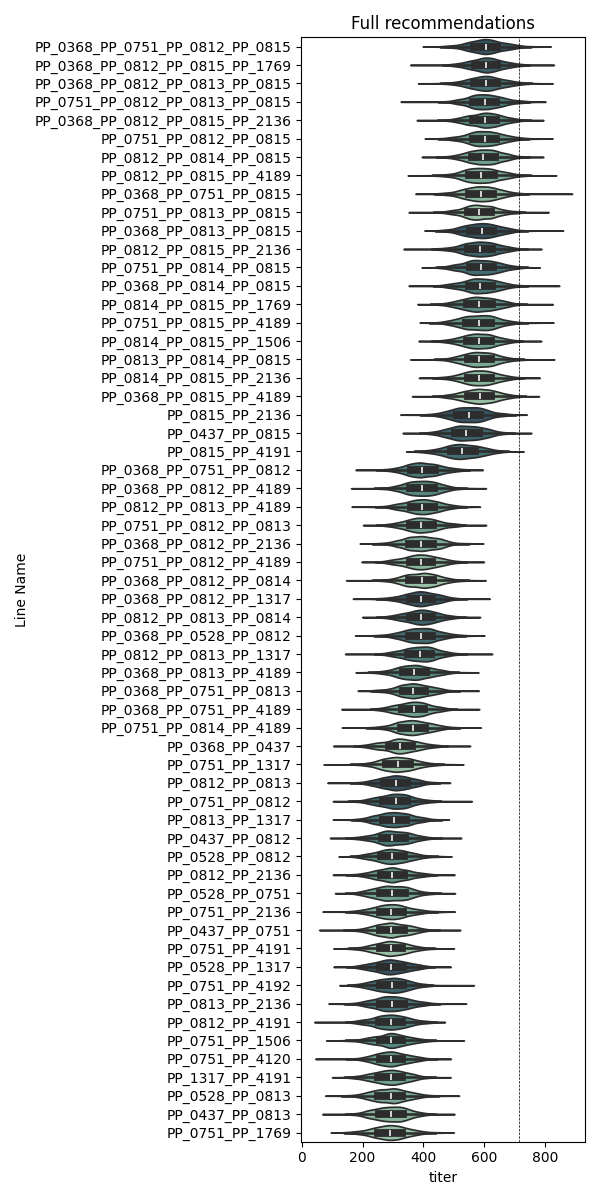 Full recommendations
PP_0368_PP_0751_PP_0812_PP_0815
PP_0368_PP_0812_PP_0815_PP_1769
PP_0368_PP_0812_PP_0813_PP_0815
PP_0751_PP_0812_PP_0813_PP_0815
PP_0368_PP_0812_PP_0815_PP_2136
PP_0751_PP_0812_PP_0815
PP_0812_PP_0814_PP_0815
PP_0812_PP_0815_PP_4189
PP_0368_PP_0751_PP_0815
PP_0751_PP_0813_PP_0815
PP_0368_PP_0813_PP_0815
PP_0812_PP_0815_PP_2136
PP_0751_PP_0814_PP_0815
PP_0368_PP_0814_PP_0815
PP_0814_PP_0815_PP_1769
PP_0751_PP_0815_PP_4189
PP_0814_PP_0815_PP_1506
PP_0813_PP_0814_PP_0815
PP_0814_PP_0815_PP_2136
PP_0368_PP_0815_PP_4189
PP_0815_PP_2136
PP_0437_PP_0815
PP_0815_PP_4191
PP_0368_PP_0751_PP_0812
PP_0368_PP_0812_PP_4189
PP_0812_PP_0813_PP_4189
PP_0751_PP_0812_PP_0813
PP_0368_PP_0812_PP_2136
PP_0751_PP_0812_PP_4189
PP_0368_PP_0812_PP_0814
PP_0368_PP_0812_PP_1317
PP_0812_PP_0813_PP_0814
PP_0368_PP_0528_PP_0812
PP_0812_PP_0813_PP_1317
PP_0368_PP_0813_PP_4189
PP_0368_PP_0751_PP_0813
PP_0368_PP_0751_PP_4189
PP_0751_PP_0814_PP_4189
PP_0368_PP_0437
PP_0751_PP_1317
PP_0812_PP_0813
PP_0751_PP_0812
PP_0813_PP_1317
PP_0437_PP_0812
PP_0528_PP_0812
PP_0812_PP_2136
PP_0528_PP_0751
PP_0751_PP_2136
PP_0437_PP_0751
PP_0751_PP_4191
PP_0528_PP_1317
PP_0751_PP_4192
PP_0813_PP_2136
PP_0812_PP_4191
PP_0751_PP_1506
PP_0751_PP_4120
PP_1317_PP_4191
PP_0528_PP_0813
PP_0437_PP_0813
PP_0751_PP_1769
Line Name
0 200 400 600 800
titer